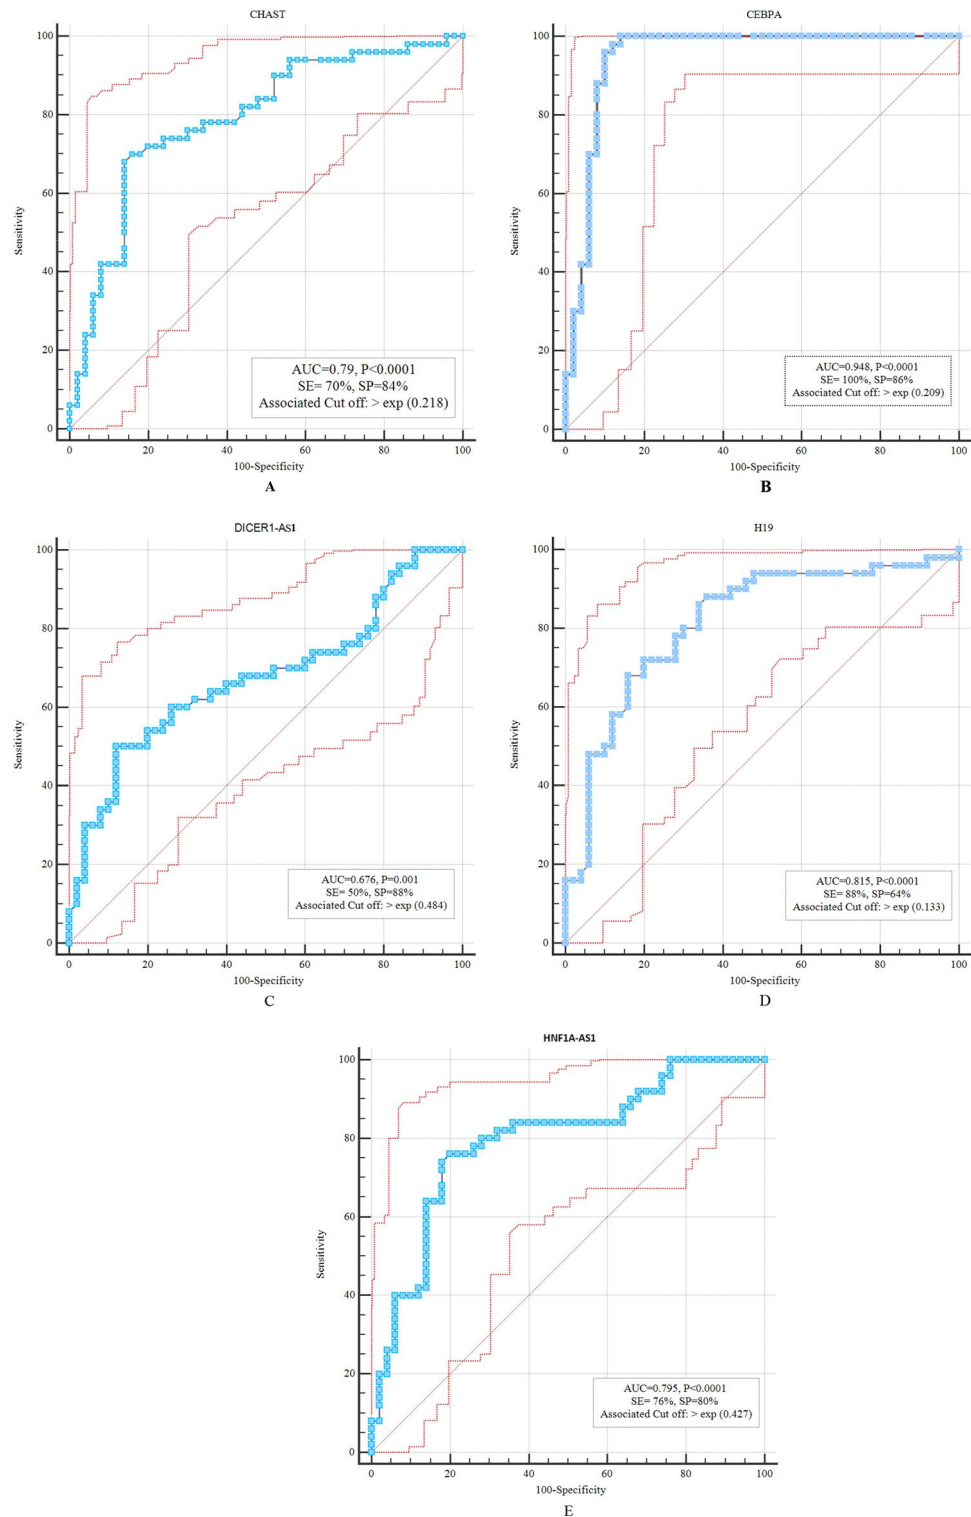 CHAST
100
80
60
40
20
0
Sensitivity
AUC=0.79, P<0.0001
SE= 70%, SP=84%
Associated Cut off: > exp (0.218)
0 20 40 60 80 100
100-Specificity
A
CEBPA
100
80
60
40
20
0
Sensitivity
AUC=0.948, P<0.0001
SE= 100%, SP=86%
Associated Cut off: > exp (0.209)
0 20 40 60 80 100
100-Specificity
B
DICER1-AS1
100
80
60
40
20
0
Sensitivity
AUC=0.676, P=0.001
SE= 50%, SP=88%
Associated Cut off: > exp (0.484)
0 20 40 60 80 100
100-Specificity
C
H19
100
80
60
40
20
0
Sensitivity
AUC=0.815, P<0.0001
SE= 88%, SP=64%
Associated Cut off: > exp (0.133)
0 20 40 60 80 100
100-Specificity
D
HNF1A-AS1
100
80
60
40
20
0
Sensitivity
AUC=0.795, P<0.0001
SE= 76%, SP=80%
Associated Cut off: > exp (0.427)
0 20 40 60 80 100
100-Specificity
E